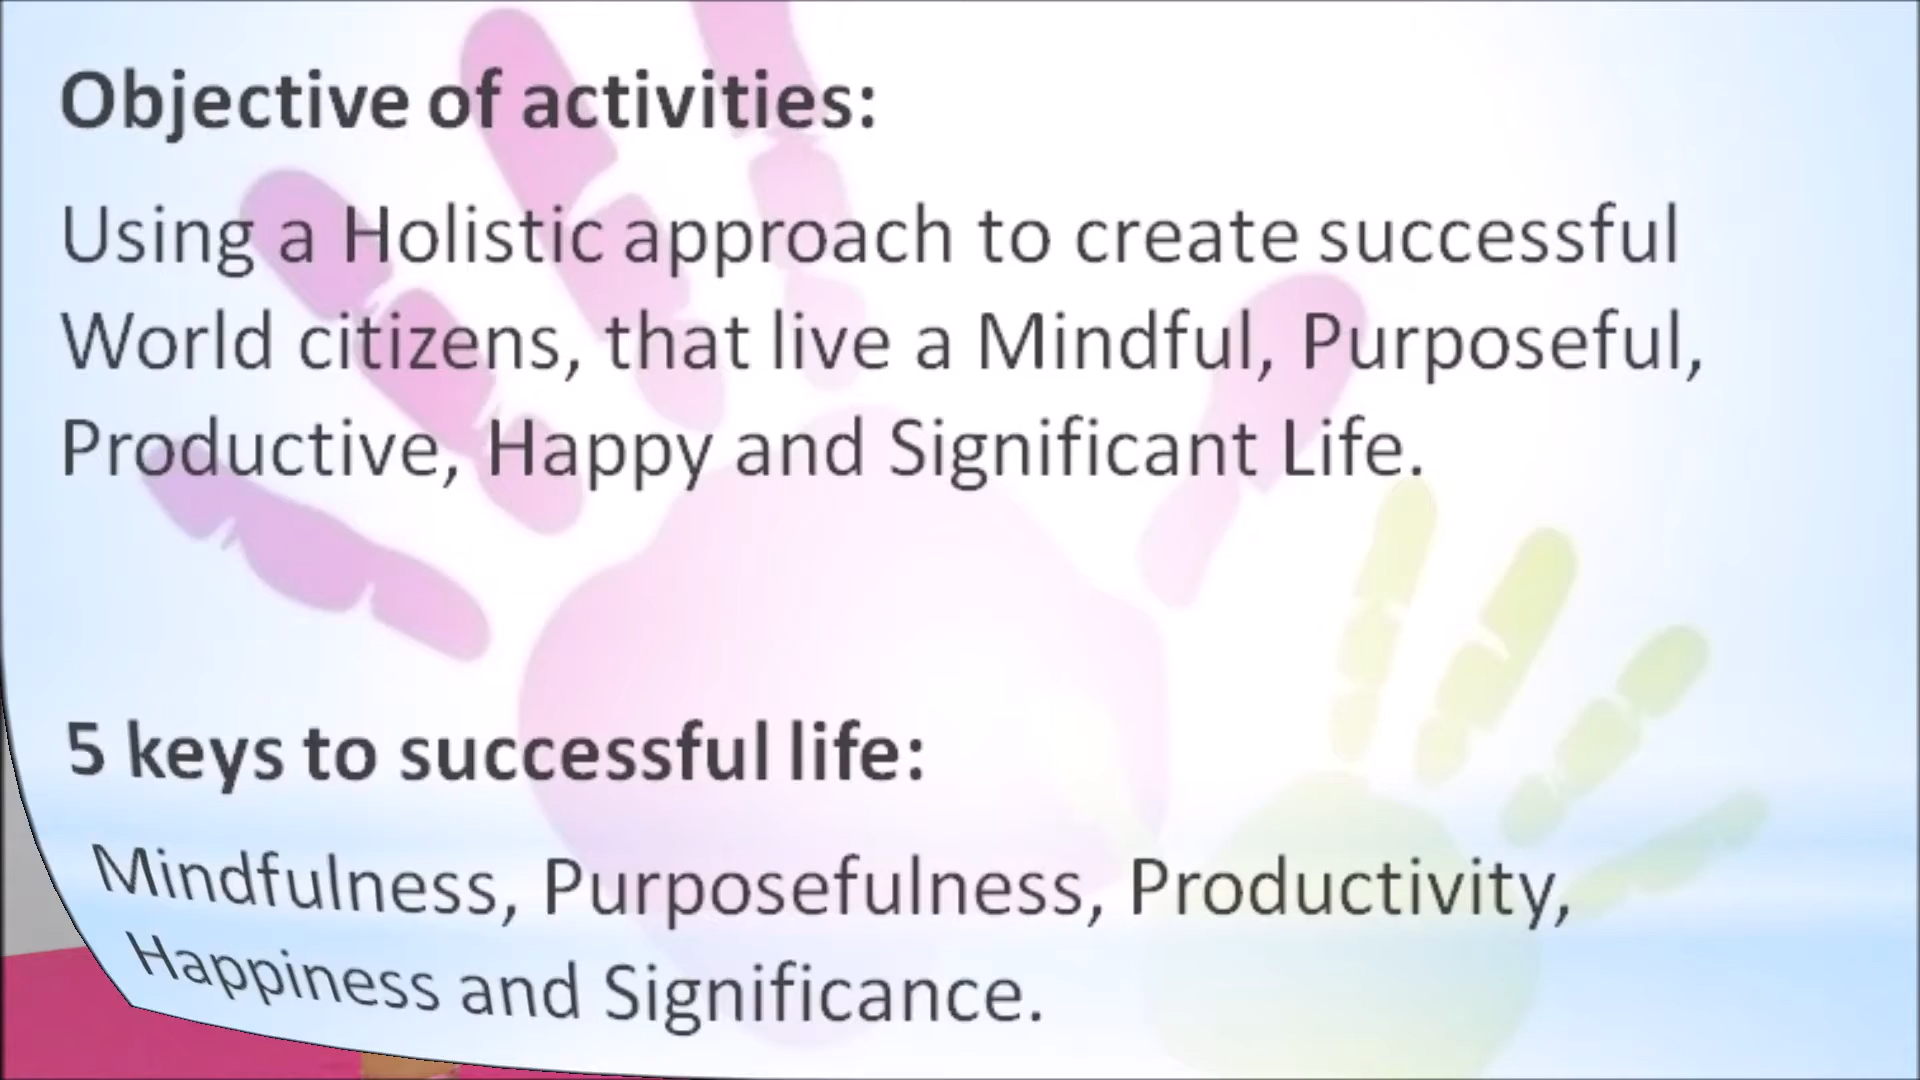 Objective of activities:
Using a Holistic approach to create successful
World citizens, that live a Mindful, Purposeful,
Productive, Happy and Significant Life.
5 keys to successful life:
Mindfulness, Purposefulness, Productivity,
Happiness and Significance.